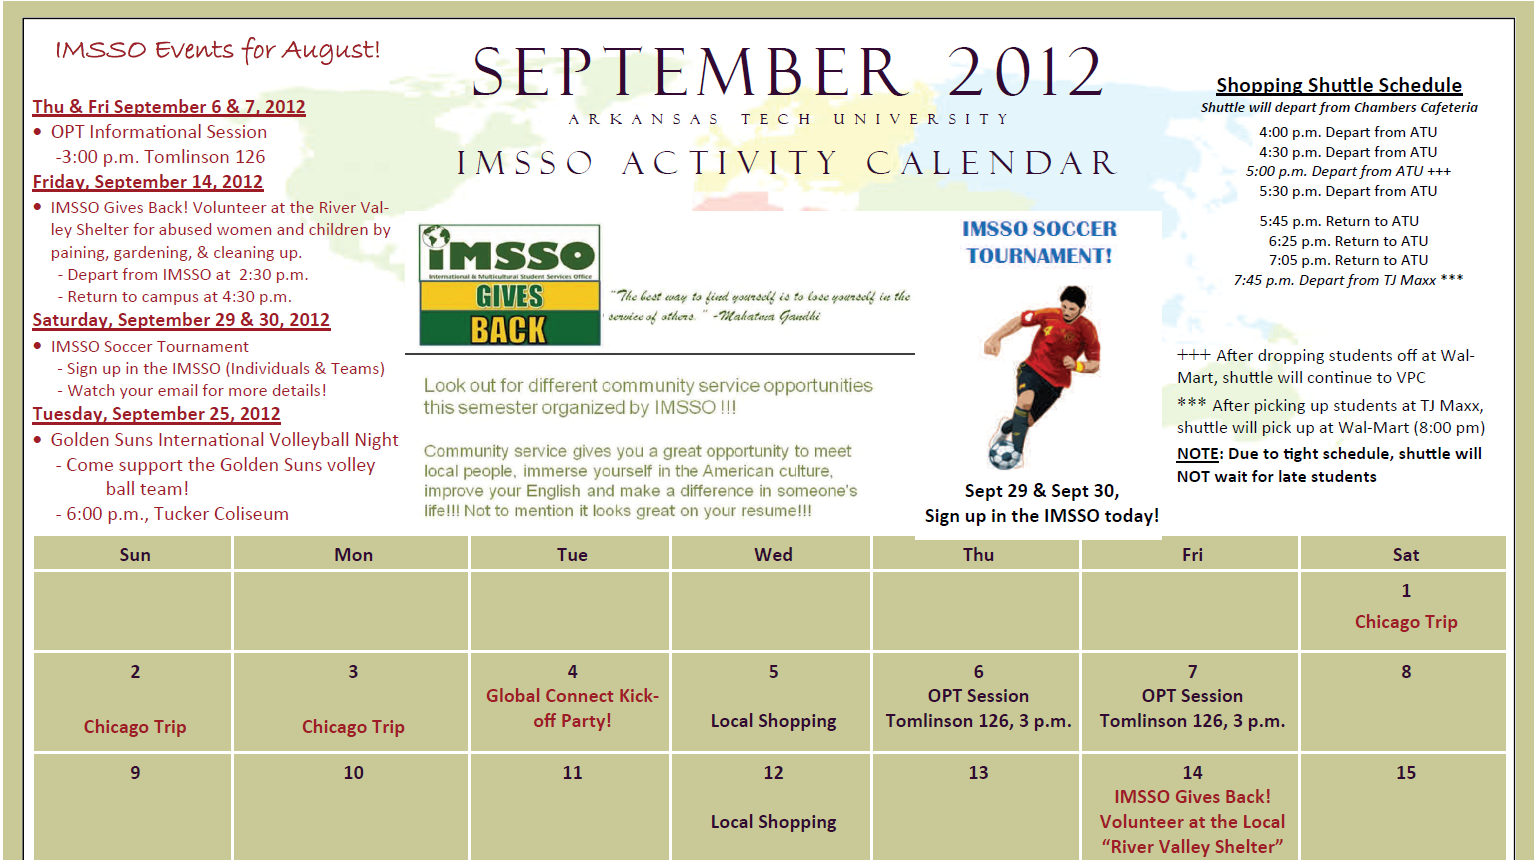 IMSSO Events for August!
Thu & Fri September 6 & 7, 2012
• OPT Informational Session
-3:00 p.m. Tomlinson 126
Friday, September 14, 2012
• IMSSO Gives Back! Volunteer at the River Val-
ley Shelter for abused women and children by
paining, gardening, & cleaning up.
- Depart from IMSSO at 2:30 p.m.
- Return to campus at 4:30 p.m.
Saturday, September 29 & 30, 2012
• IMSSO Soccer Tournament
- Sign up in the IMSSO (Individuals & Teams)
- Watch your email for more details!
Tuesday, September 25, 2012
• Golden Suns International Volleyball Night
- Come support the Golden Suns volley
ball team!
- 6:00 p.m., Tucker Coliseum
SEPTEMBER 2012
ARKANSAS TECH UNIVERSITY
IMSSO ACTIVITY CALENDAR
imsso
International & Multicultural Student Services Office
GIVES
BACK
"The best way to find yourself is to lose yourself in the
service of others." -Mahatma Gandhi
Look out for different community service opportunities
this semester organized by IMSSO !!!
Community service gives you a great opportunity to meet
local people, immerse yourself in the American culture,
improve your English and make a difference in someone's
life!!! Not to mention it looks great on your resume!!!
IMSSO SOCCER
TOURNAMENT!
4
Sept 29 & Sept 30,
Sign up in the IMSSO today!
Shopping Shuttle Schedule
Shuttle will depart from Chambers Cafeteria
4:00 p.m. Depart from ATU
4:30 p.m. Depart from ATU
5:00 p.m. Depart from ATU +++
5:30 p.m. Depart from ATU
5:45 p.m. Return to ATU
6:25 p.m. Return to ATU
7:05 p.m. Return to ATU
7:45 p.m. Depart from TJ Maxx ***
+++ After dropping students off at Wal-
Mart, shuttle will continue to VPC
*** After picking up students at TJ Maxx,
shuttle will pick up at Wal-Mart (8:00 pm)
NOTE: Due to tight schedule, shuttle will
NOT wait for late students
Sun Mon Tue Wed Thu Fri Sat
1
Chicago Trip
2 3 4 5 6 7 8
Chicago Trip
Chicago Trip
Global Connect Kick-
off Party!
Local Shopping
OPT Session
Tomlinson 126, 3 p.m.
OPT Session
Tomlinson 126, 3 p.m.
9 10 11 12 13 14 15
Local Shopping
IMSSO Gives Back!
Volunteer at the Local
"River Valley Shelter"